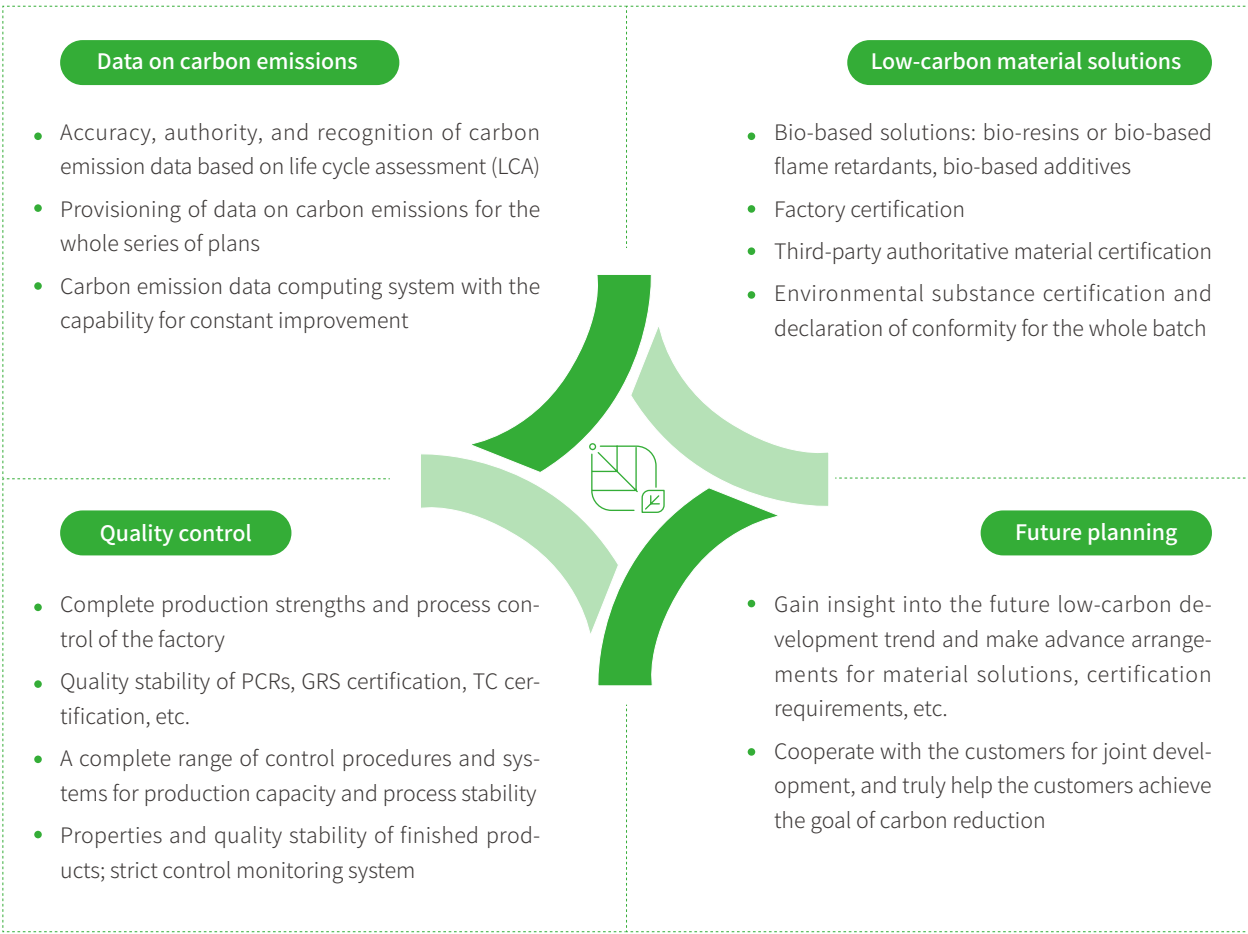 Data on carbon emissions
Accuracy, authority, and recognition of carbon
emission data based on life cycle assessment (LCA)
Provisioning of data on carbon emissions for the
whole series of plans
Carbon emission data computing system with the
capability for constant improvement
Low-carbon material solutions
Bio-based solutions: bio-resins or bio-based
flame retardants, bio-based additives
Factory certification
Third-party authoritative material certification
Environmental substance certification and
declaration of conformity for the whole batch
Quality control
Complete production strengths and process con-
trol of the factory
Quality stability of PCRs, GRS certification, TC cer-
tification, etc.
A complete range of control procedures and sys-
tems for production capacity and process stability
Properties and quality stability of finished prod-
ucts; strict control monitoring system
Future planning
Gain insight into the future low-carbon de-
velopment trend and make advance arrange-
ments for material solutions, certification
requirements, etc.
Cooperate with the customers for joint devel-
opment, and truly help the customers achieve
the goal of carbon reduction